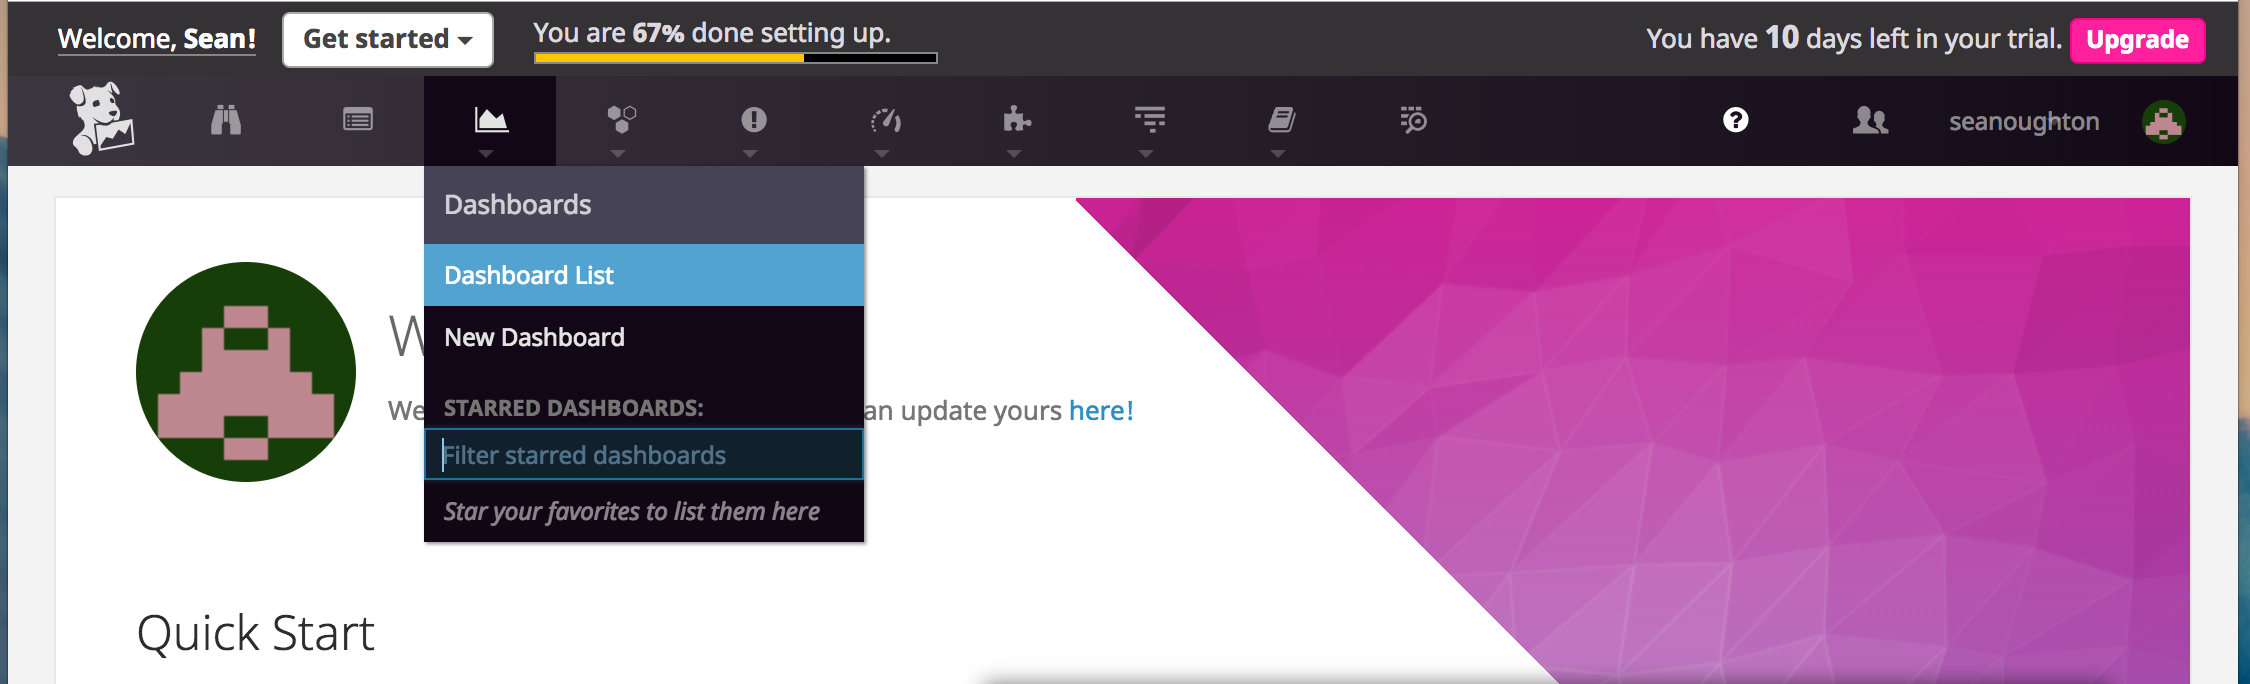 Welcome, Sean!
Get started
You are 67% done setting up.
You have 10 days left in your trial.
Upgrade
seanoughton
Dashboards
Dashboard List
New Dashboard
STARRED DASHBOARDS:
Filter starred dashboards
Star your favorites to list them here
W
We
an update yours here!
Quick Start